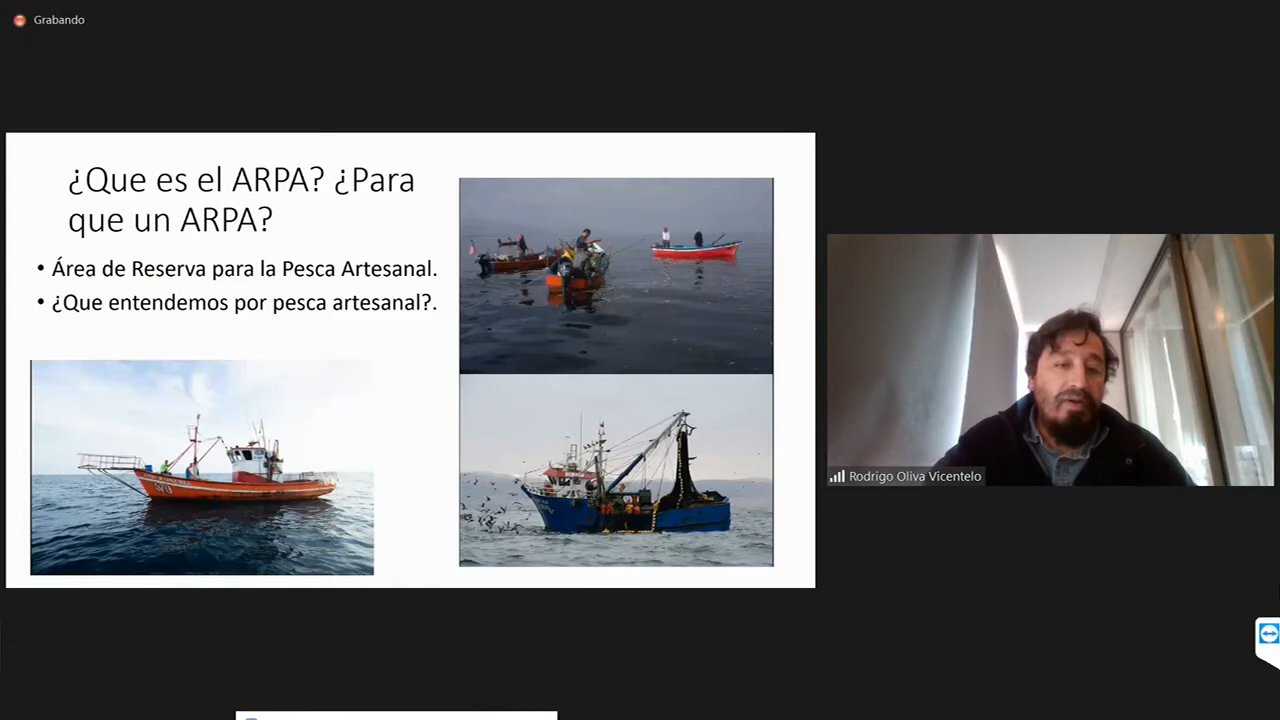 Grabando
¿Que es el ARPA? ¿Para
que un ARPA?
• Área de Reserva para la Pesca Artesanal.
• ¿Que entendemos por pesca artesanal?.
Rodrigo Oliva Vicentelo